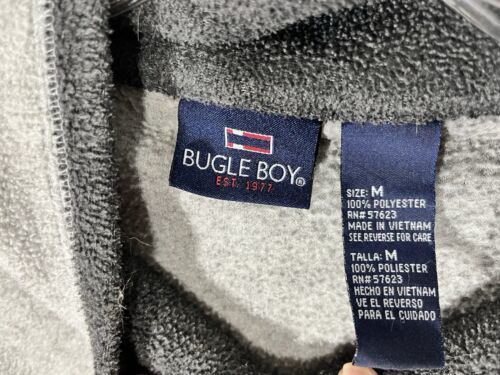 BUGLE BOY®
EST. 1977
SIZE: M
100% POLYESTER
RN# 57623
MADE IN VIETNAM
SEE REVERSE FOR CARE
TALLA: M
100% POLIESTER
RN# 57623
HECHO EN VIETNAM
VE EL REVERSO
PARA EL CUIDADO